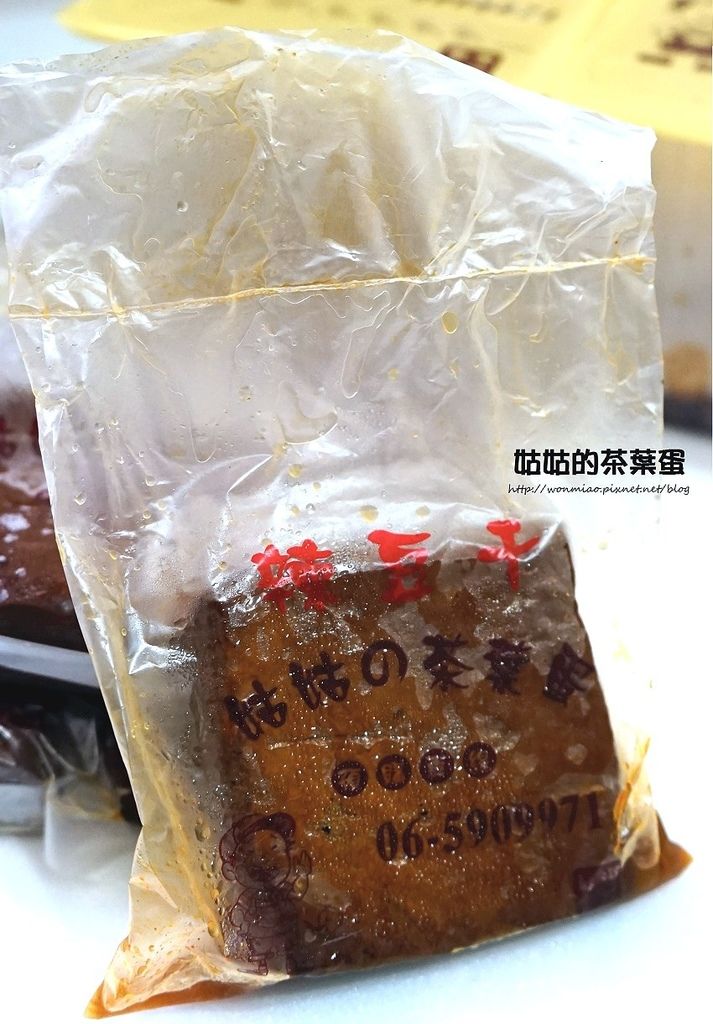 姑姑的茶葉蛋
http://wonmiao.pixnet.net/blog
辣豆干
姑姑の茶葉蛋
06-5909971